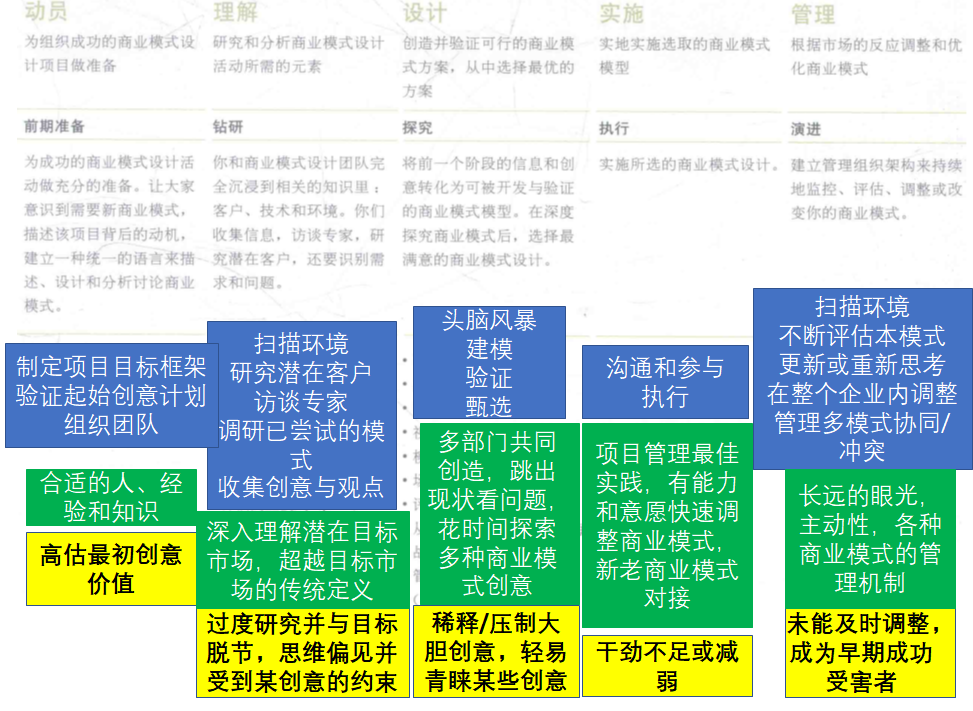 动员
为组织成功的商业模式设
计项目做准备
理解
研究和分析商业模式设计
活动所需的元素
设计
创造并验证可行的商业模
式方案，从中选择最优的
方案
实施
实地实施选取的商业模式
模型
管理
根据市场的反应调整和优
化商业模式
前期准备
为成功的商业模式设计活
动做充分的准备。让大家
意识到需要新商业模式，
描述该项目背后的动机，
建立一种统一的语言来描
述、设计和分析讨论商业
模式。
钻研
你和商业模式设计团队完
全沉浸到相关的知识里：
客户、技术和环境。你们
收集信息，访谈专家，研
究潜在客户，还要识别需
求和问题。
探究
将前一个阶段的信息和创
意转化为可被开发与验证
的商业模式模型。在深度
探究商业模式后，选择最
满意的商业模式设计。
执行
实施所选的商业模式设计。
演进
建立管理组织架构来持续
地监控、评估、调整或改
变你的商业模式。
制定项目目标框架
验证起始创意计划
组织团队
合适的人、经
验和知识
高估最初创意
价值
扫描环境
研究潜在客户
访谈专家
调研已尝试的模
式
收集创意与观点
深入理解潜在目标
市场，超越目标市
场的传统定义
过度研究并与目标
脱节，思维偏见并
受到某创意的约束
头脑风暴
建模
验证
甄选
多部门共同
创造，跳出
现状看问题，
花时间探索
多种商业模
式创意
稀释/压制大
胆创意，轻易
青睐某些创意
沟通和参与
执行
项目管理最佳
实践，有能力
和意愿快速调
整商业模式，
新老商业模式
对接
干劲不足或减
弱
扫描环境
不断评估本模式
更新或重新思考
在整个企业内调整
管理多模式协同/
冲突
长远的眼光，
主动性，各种
商业模式的管
理机制
未能及时调整，
成为早期成功
受害者